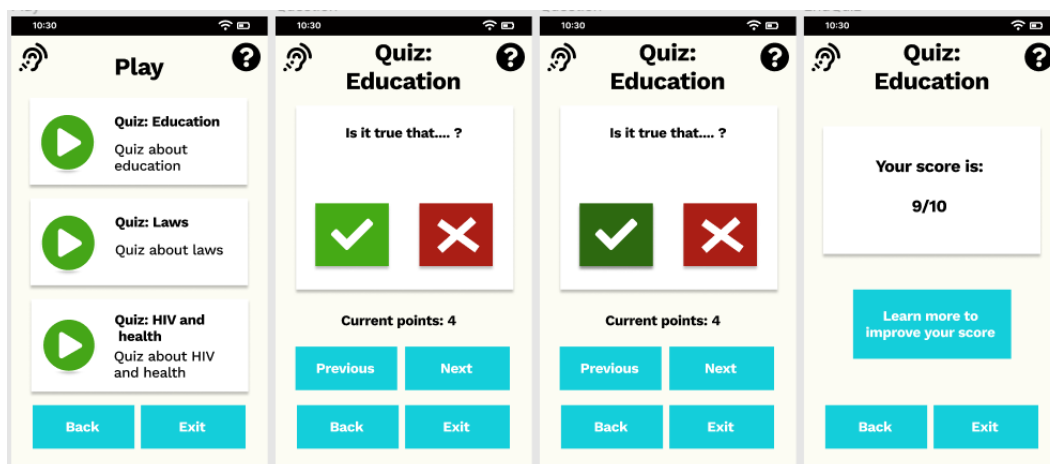 10:30
Play
?
Quiz: Education
Quiz about
education
Quiz: Laws
Quiz about laws
Quiz: HIV and
health
Quiz about HIV
and health
Back
Exit
10:30
Quiz:
Education
?
Is it true that.... ?
Current points: 4
Previous
Next
Back
Exit
10:30
Quiz:
Education
?
Is it true that.... ?
Current points: 4
Previous
Next
Back
Exit
10:30
Quiz:
Education
?
Your score is:
9/10
Learn more to
improve your score
Back
Exit